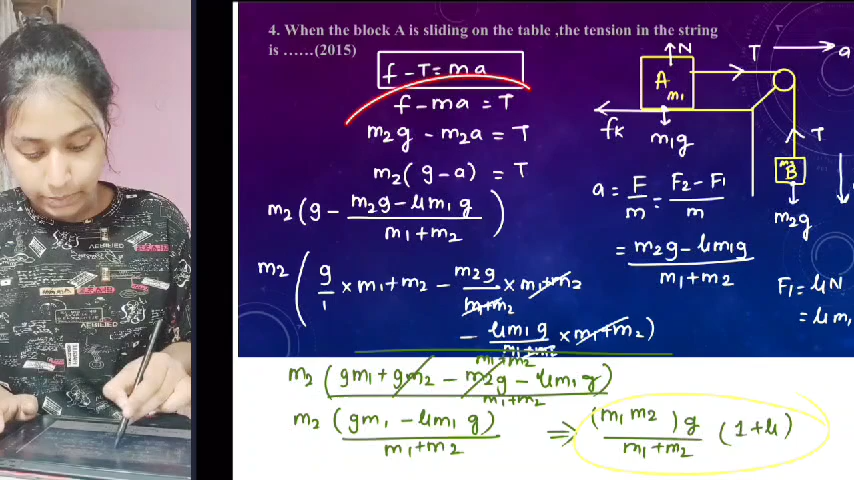 4. When the block A is sliding on the table ,the tension in the string
is ……(2015)
f - T = ma
f - ma = T
m₂g - m₂a = T
m₂(g - a) = T
m₂(g - (m₂g - μm₁g)/(m₁+m₂))
m₂(g/1 × m₁+m₂ - m₂g/(m₁+m₂) × m₁+m₂
- μm₁g/(m₁+m₂) × m₁+m₂)
m₂(gm₁ + gm₂ - m₂g - μm₁g)/(m₁+m₂)
m₂(gm₁ - μm₁g)/(m₁+m₂) ⇒ (m₁m₂)g/(m₁+m₂) (1+μ)
N
T
a
A
m₁
fK
m₁g
T
m₂
B
m₂g
a = F/m = (F₂ - F₁)/m
= (m₂g - μm₁g)/(m₁+m₂)
F₁ = μN
= μm₁